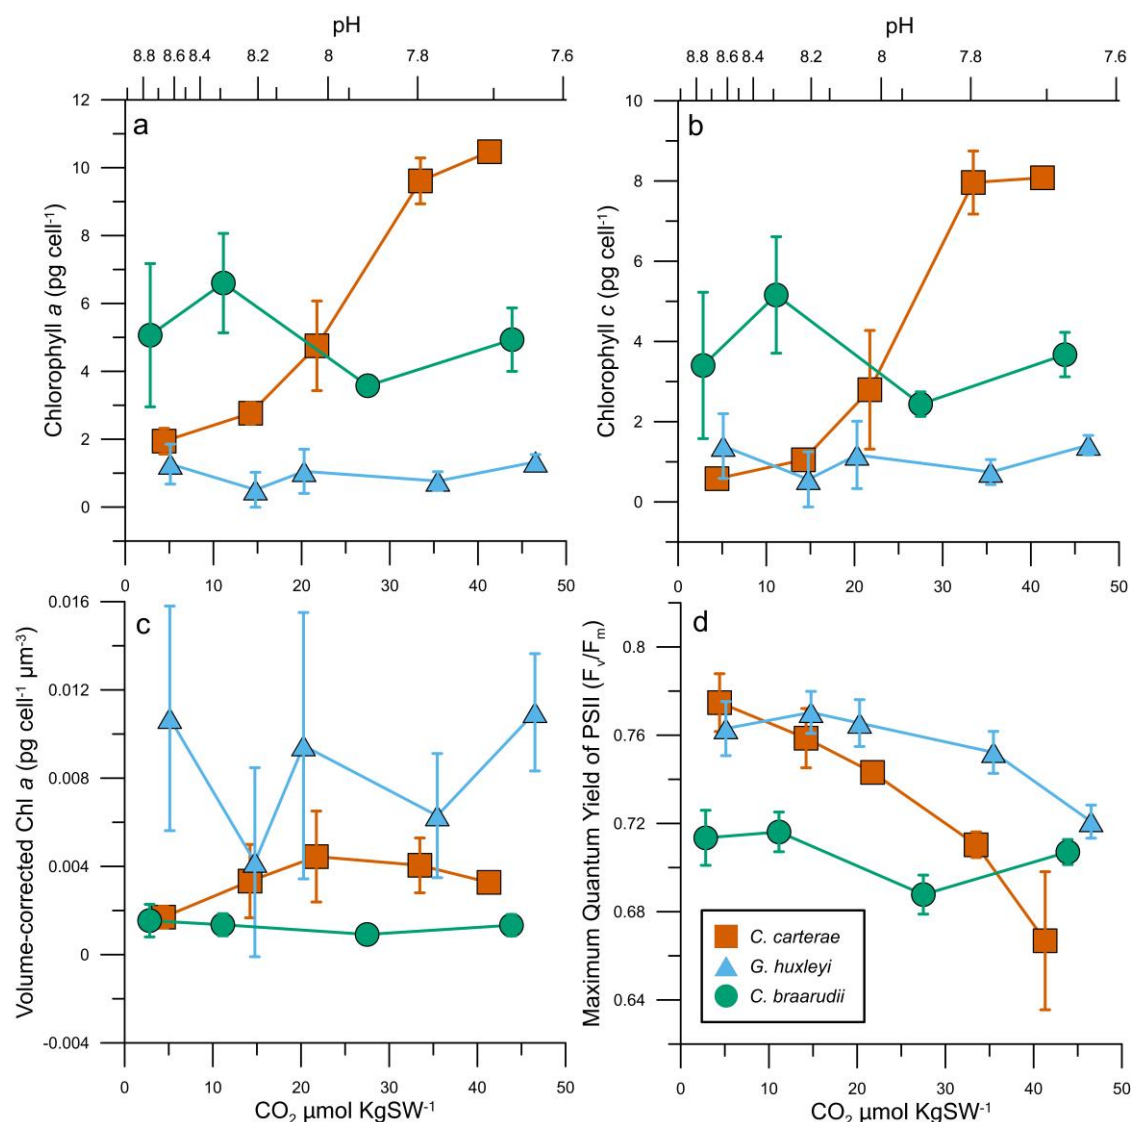 pH
8.8 8.6 8.4 8.2 8 7.8 7.6
a
12
10
8
6
4
2
0
Chlorophyll a (pg cell-1)
0 10 20 30 40 50
pH
8.8 8.6 8.4 8.2 8 7.8 7.6
b
10
8
6
4
2
0
Chlorophyll c (pg cell-1)
0 10 20 30 40 50
c
0.016
0.012
0.008
0.004
0
-0.004
Volume-corrected Chl a (pg cell-1 µm-3)
0 10 20 30 40 50
CO2 µmol KgSW-1
d
0.8
0.76
0.72
0.68
0.64
Maximum Quantum Yield of PSII (Fv/Fm)
C. carterae
G. huxleyi
C. braarudii
0 10 20 30 40 50
CO2 µmol KgSW-1